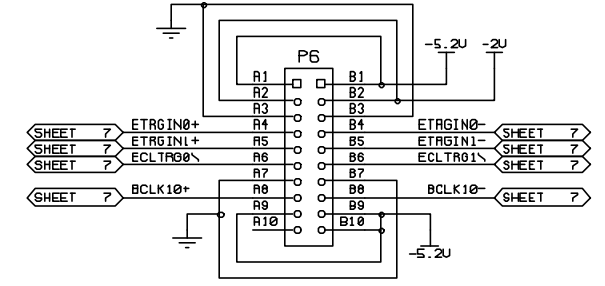 -5.2V -2V
P6
A1 B1
A2 B2
A3 B3
SHEET 7 ETRGIN0+ A4 B4 ETRGIN0- SHEET 7
SHEET 7 ETRGIN1+ A5 B5 ETRGIN1- SHEET 7
SHEET 7 ECLTRG0\ A6 B6 ECLTRG1\ SHEET 7
A7 B7
SHEET 7 BCLK10+ A8 B8 BCLK10- SHEET 7
A9 B9
A10 B10
-5.2V